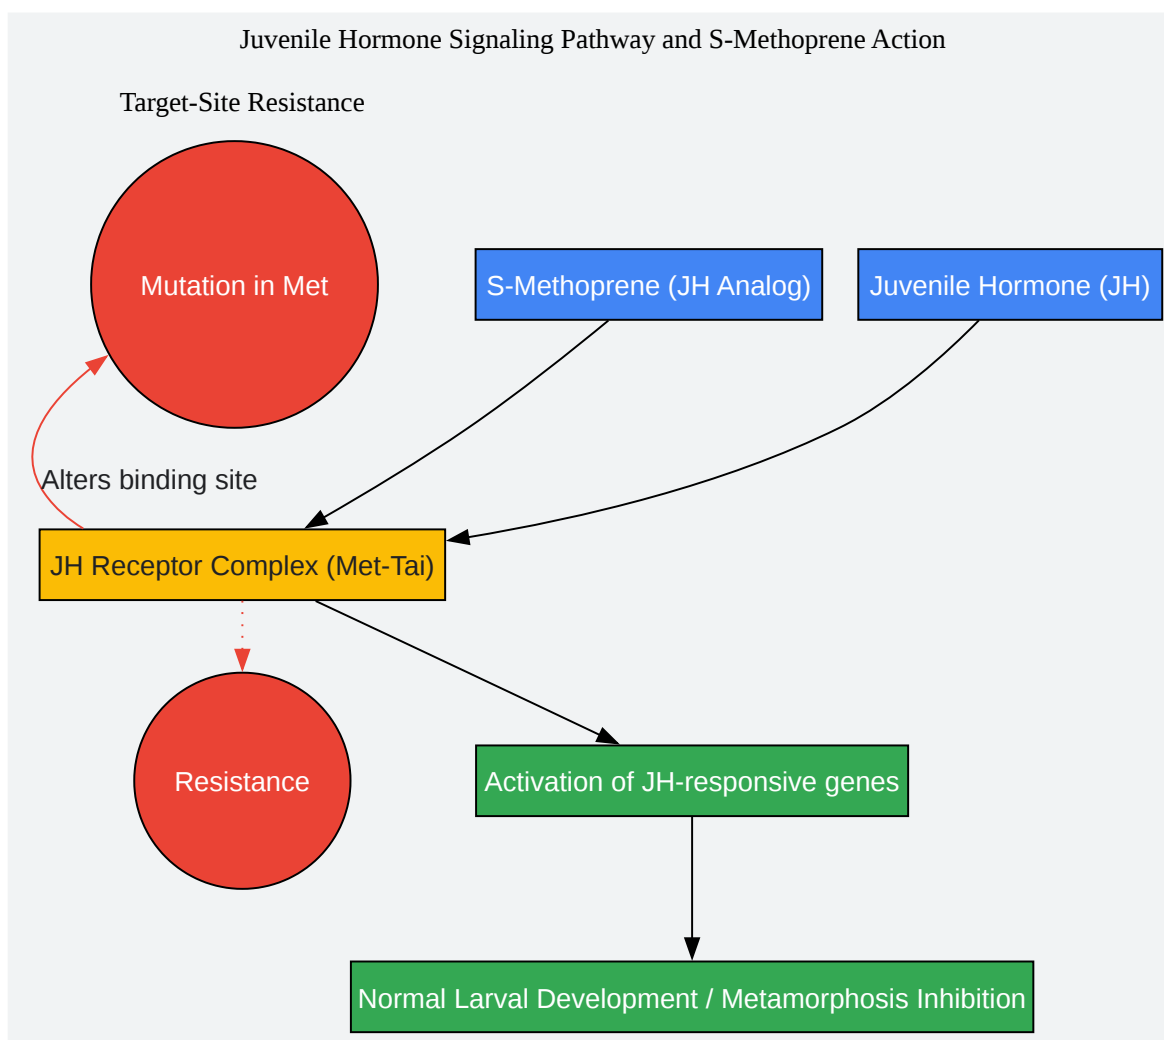 Juvenile Hormone Signaling Pathway and S-Methoprene Action
Target-Site Resistance
Mutation in Met
S-Methoprene (JH Analog)
Juvenile Hormone (JH)
Alters binding site
JH Receptor Complex (Met-Tai)
Resistance
Activation of JH-responsive genes
Normal Larval Development / Metamorphosis Inhibition